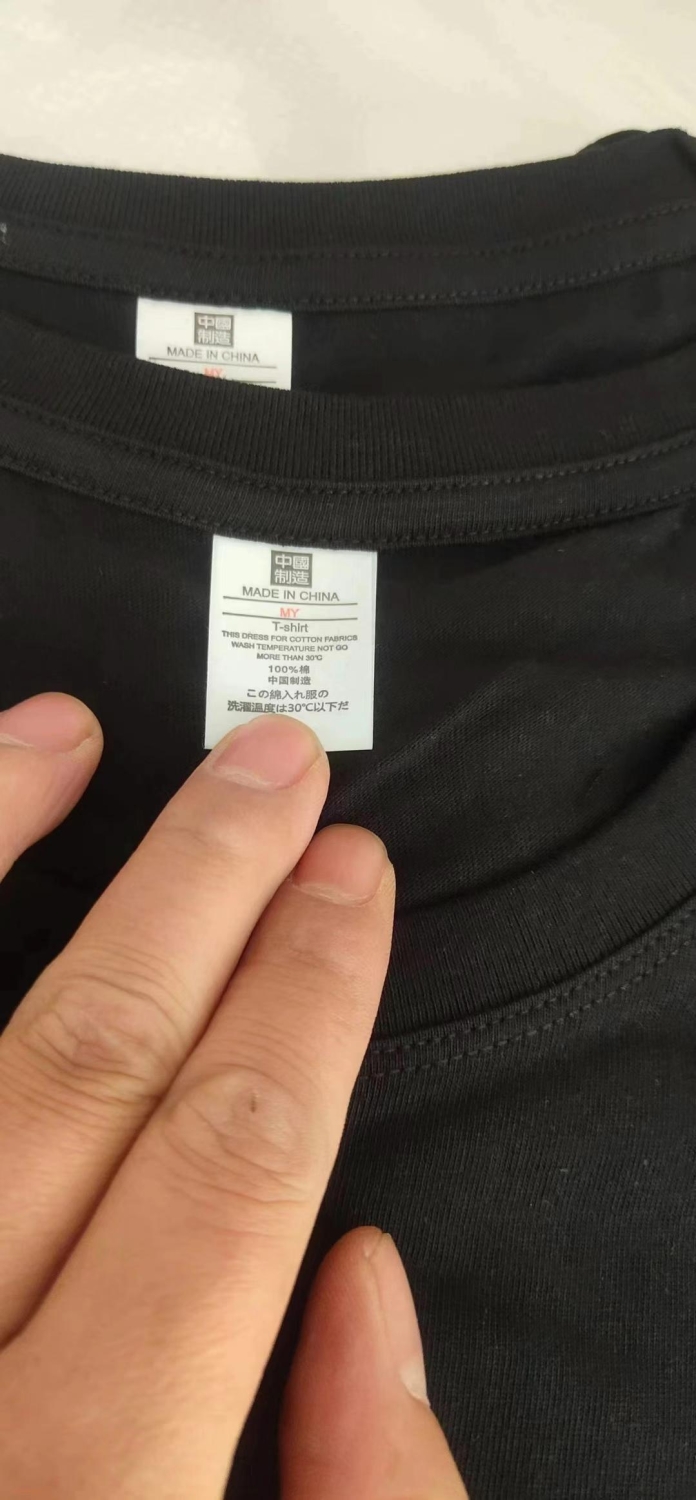 中國
制造
MADE IN CHINA
MY
中國
制造
MADE IN CHINA
MY
T-shirt
THIS DRESS FOR COTTON FABRICS
WASH TEMPERATURE NOT GO
MORE THAN 30℃
100%棉
中国制造
この綿入れ服の
洗濯温度は30℃以下だ